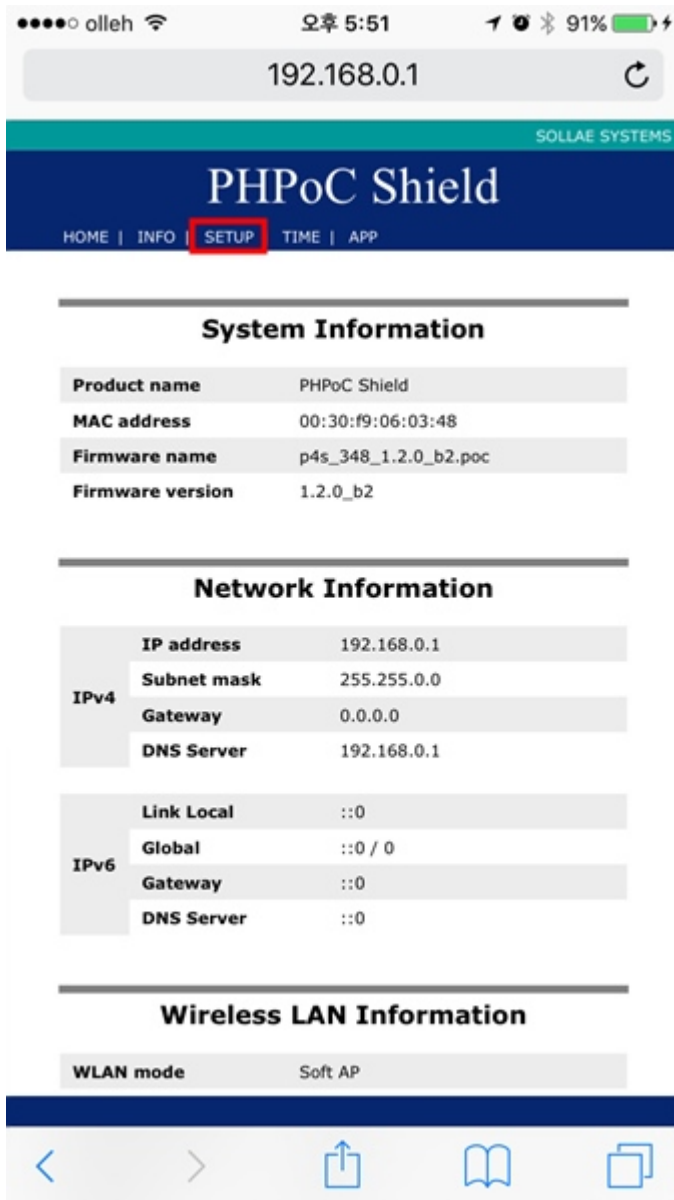 olleh 오후 5:51 91%
192.168.0.1
SOLLAE SYSTEMS
PHPoC Shield
HOME | INFO | SETUP TIME | APP
System Information
Product name PHPoC Shield
MAC address 00:30:f9:06:03:48
Firmware name p4s_348_1.2.0_b2.poc
Firmware version 1.2.0_b2
Network Information
IPv4
IP address 192.168.0.1
Subnet mask 255.255.0.0
Gateway 0.0.0.0
DNS Server 192.168.0.1
IPv6
Link Local ::0
Global ::0 / 0
Gateway ::0
DNS Server ::0
Wireless LAN Information
WLAN mode Soft AP